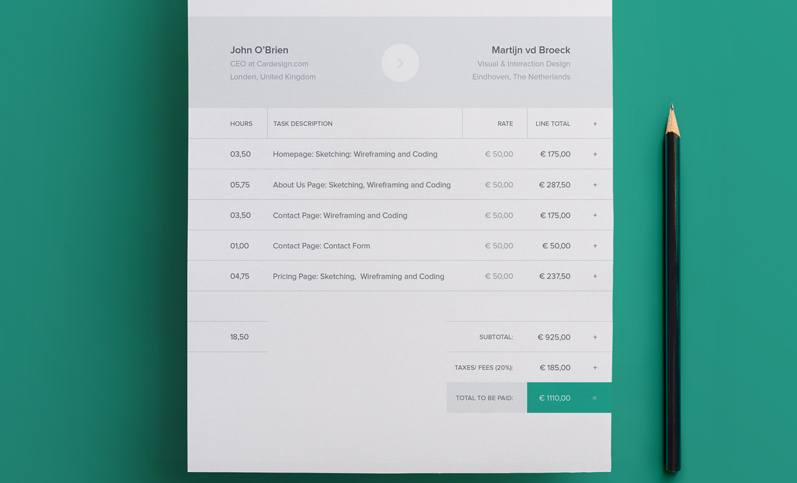 John O'Brien
CEO at Cardesign.com
London, United Kingdom
Martijn vd Broeck
Visual & Interaction Design
Eindhoven, The Netherlands
HOURS TASK DESCRIPTION RATE LINE TOTAL +
03,50 Homepage: Sketching: Wireframing and Coding € 50,00 € 175,00 +
05,75 About Us Page: Sketching, Wireframing and Coding € 50,00 € 287,50 +
03,50 Contact Page: Wireframing and Coding € 50,00 € 175,00 +
01,00 Contact Page: Contact Form € 50,00 € 50,00 +
04,75 Pricing Page: Sketching, Wireframing and Coding € 50,00 € 237,50 +
18,50 SUBTOTAL: € 925,00 +
TAXES/ FEES (20%): € 185,00 +
TOTAL TO BE PAID: € 1110,00 =